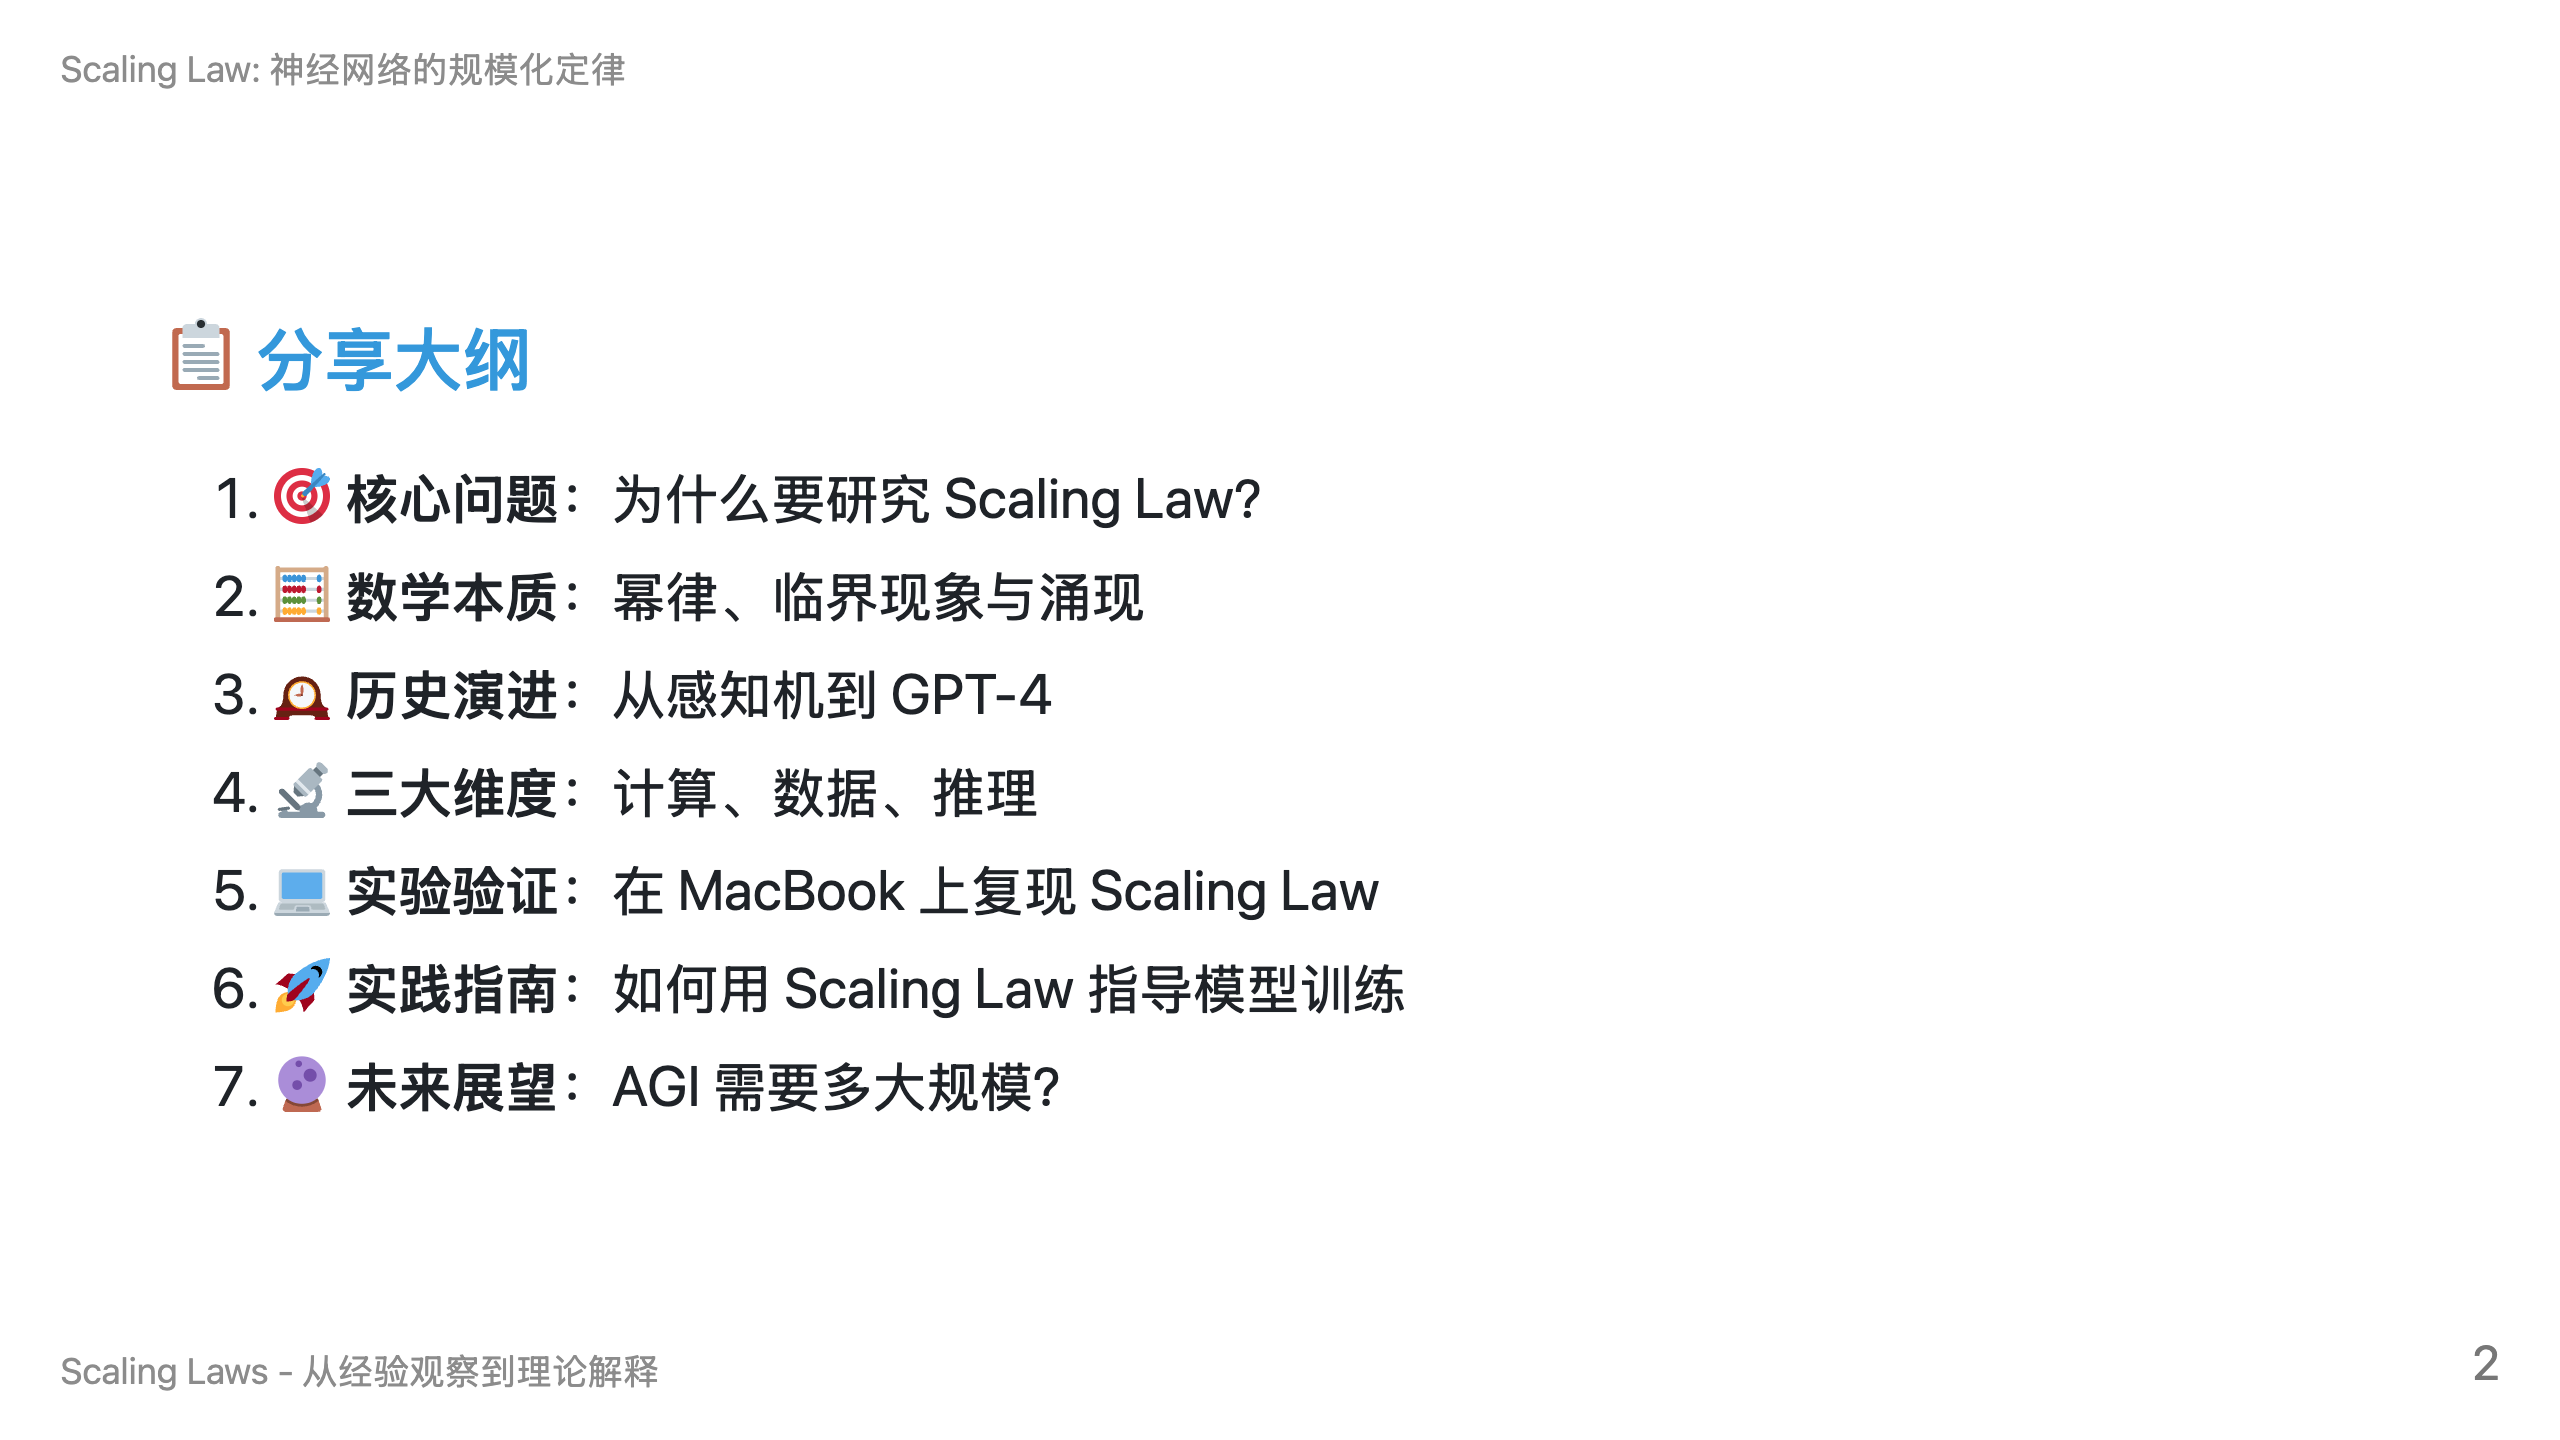 Scaling Law: 神经网络的规模化定律
📋 分享大纲
1. 🎯 核心问题：为什么要研究 Scaling Law?
2. 🧮 数学本质：幂律、临界现象与涌现
3. 🕰️ 历史演进：从感知机到 GPT-4
4. 🔬 三大维度：计算、数据、推理
5. 💻 实验验证：在 MacBook 上复现 Scaling Law
6. 🚀 实践指南：如何用 Scaling Law 指导模型训练
7. 🔮 未来展望：AGI 需要多大规模?
Scaling Laws - 从经验观察到理论解释
2